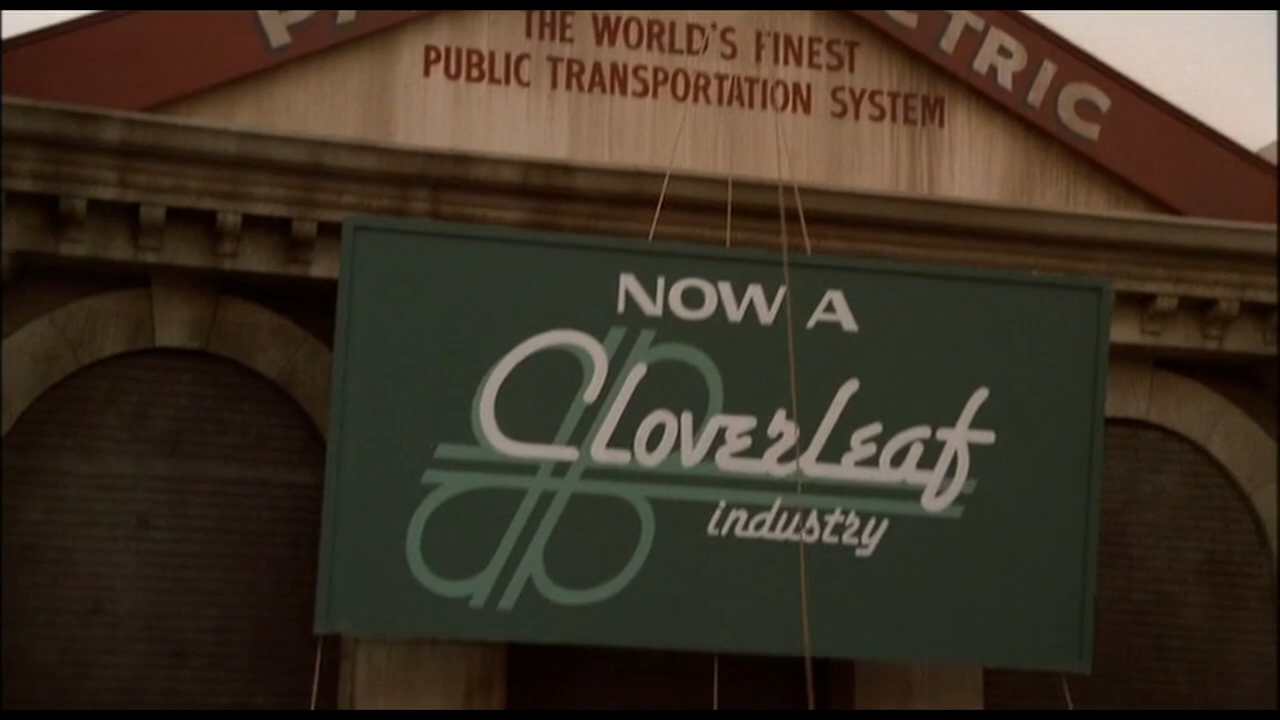 TRIC
THE WORLD'S FINEST
PUBLIC TRANSPORTATION SYSTEM
NOW A
Cloverleaf
industry